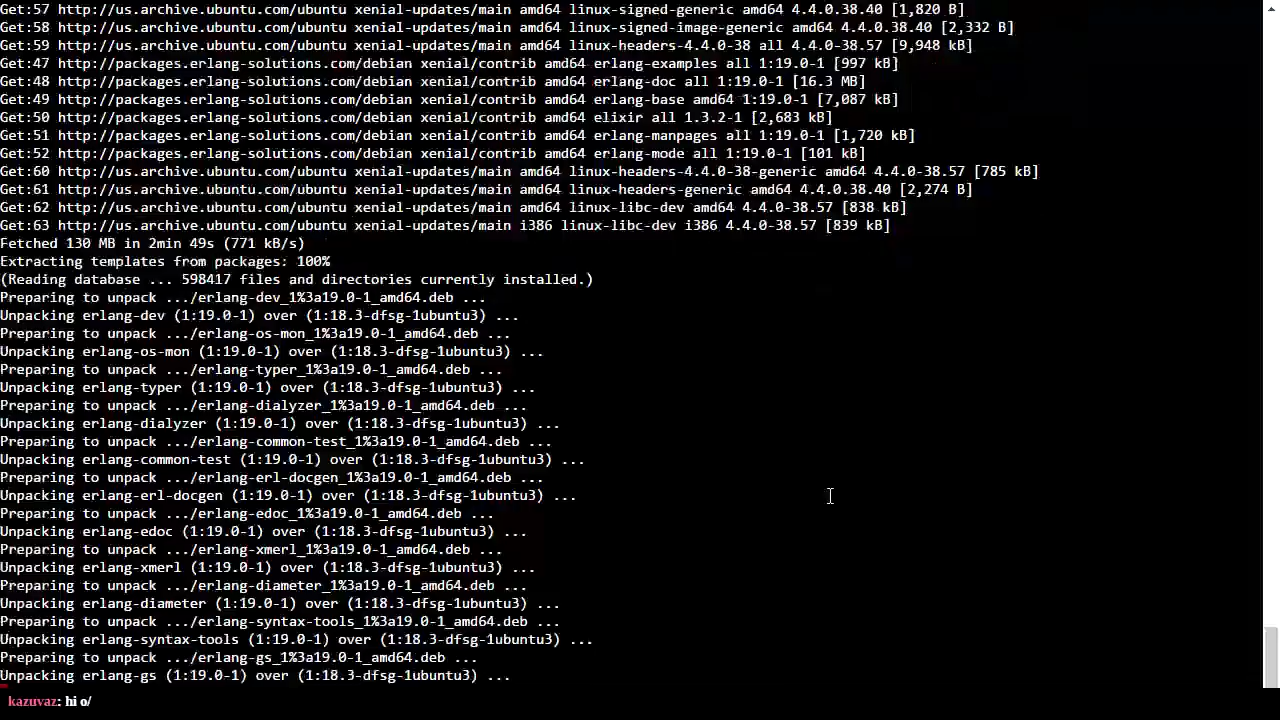 Get:57 http://us.archive.ubuntu.com/ubuntu xenial-updates/main amd64 linux-signed-generic amd64 4.4.0.38.40 [1,820 B]
Get:58 http://us.archive.ubuntu.com/ubuntu xenial-updates/main amd64 linux-signed-image-generic amd64 4.4.0.38.40 [2,332 B]
Get:59 http://us.archive.ubuntu.com/ubuntu xenial-updates/main amd64 linux-headers-4.4.0-38 all 4.4.0-38.57 [9,948 kB]
Get:47 http://packages.erlang-solutions.com/debian xenial/contrib amd64 erlang-examples all 1:19.0-1 [997 kB]
Get:48 http://packages.erlang-solutions.com/debian xenial/contrib amd64 erlang-doc all 1:19.0-1 [16.3 MB]
Get:49 http://packages.erlang-solutions.com/debian xenial/contrib amd64 erlang-base amd64 1:19.0-1 [7,087 kB]
Get:50 http://packages.erlang-solutions.com/debian xenial/contrib amd64 elixir all 1.3.2-1 [2,683 kB]
Get:51 http://packages.erlang-solutions.com/debian xenial/contrib amd64 erlang-manpages all 1:19.0-1 [1,720 kB]
Get:52 http://packages.erlang-solutions.com/debian xenial/contrib amd64 erlang-mode all 1:19.0-1 [101 kB]
Get:60 http://us.archive.ubuntu.com/ubuntu xenial-updates/main amd64 linux-headers-4.4.0-38-generic amd64 4.4.0-38.57 [785 kB]
Get:61 http://us.archive.ubuntu.com/ubuntu xenial-updates/main amd64 linux-headers-generic amd64 4.4.0.38.40 [2,274 B]
Get:62 http://us.archive.ubuntu.com/ubuntu xenial-updates/main amd64 linux-libc-dev amd64 4.4.0-38.57 [838 kB]
Get:63 http://us.archive.ubuntu.com/ubuntu xenial-updates/main i386 linux-libc-dev i386 4.4.0-38.57 [839 kB]
Fetched 130 MB in 2min 49s (771 kB/s)
Extracting templates from packages: 100%
(Reading database ... 598417 files and directories currently installed.)
Preparing to unpack .../erlang-dev_1%3a19.0-1_amd64.deb ...
Unpacking erlang-dev (1:19.0-1) over (1:18.3-dfsg-1ubuntu3) ...
Preparing to unpack .../erlang-os-mon_1%3a19.0-1_amd64.deb ...
Unpacking erlang-os-mon (1:19.0-1) over (1:18.3-dfsg-1ubuntu3) ...
Preparing to unpack .../erlang-typer_1%3a19.0-1_amd64.deb ...
Unpacking erlang-typer (1:19.0-1) over (1:18.3-dfsg-1ubuntu3) ...
Preparing to unpack .../erlang-dialyzer_1%3a19.0-1_amd64.deb ...
Unpacking erlang-dialyzer (1:19.0-1) over (1:18.3-dfsg-1ubuntu3) ...
Preparing to unpack .../erlang-common-test_1%3a19.0-1_amd64.deb ...
Unpacking erlang-common-test (1:19.0-1) over (1:18.3-dfsg-1ubuntu3) ...
Preparing to unpack .../erlang-erl-docgen_1%3a19.0-1_amd64.deb ...
Unpacking erlang-erl-docgen (1:19.0-1) over (1:18.3-dfsg-1ubuntu3) ...
Preparing to unpack .../erlang-edoc_1%3a19.0-1_amd64.deb ...
Unpacking erlang-edoc (1:19.0-1) over (1:18.3-dfsg-1ubuntu3) ...
Preparing to unpack .../erlang-xmerl_1%3a19.0-1_amd64.deb ...
Unpacking erlang-xmerl (1:19.0-1) over (1:18.3-dfsg-1ubuntu3) ...
Preparing to unpack .../erlang-diameter_1%3a19.0-1_amd64.deb ...
Unpacking erlang-diameter (1:19.0-1) over (1:18.3-dfsg-1ubuntu3) ...
Preparing to unpack .../erlang-syntax-tools_1%3a19.0-1_amd64.deb ...
Unpacking erlang-syntax-tools (1:19.0-1) over (1:18.3-dfsg-1ubuntu3) ...
Preparing to unpack .../erlang-gs_1%3a19.0-1_amd64.deb ...
Unpacking erlang-gs (1:19.0-1) over (1:18.3-dfsg-1ubuntu3) ...
kazuvaz: hi o/